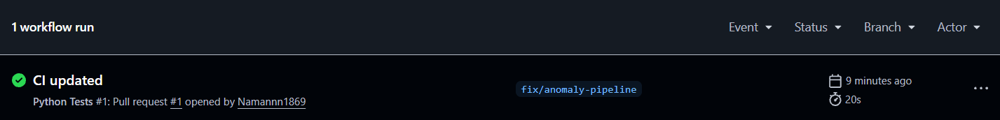 1 workflow run
Event
Status
Branch
Actor
CI updated
Python Tests #1: Pull request #1 opened by Namannn1869
fix/anomaly-pipeline
9 minutes ago
20s